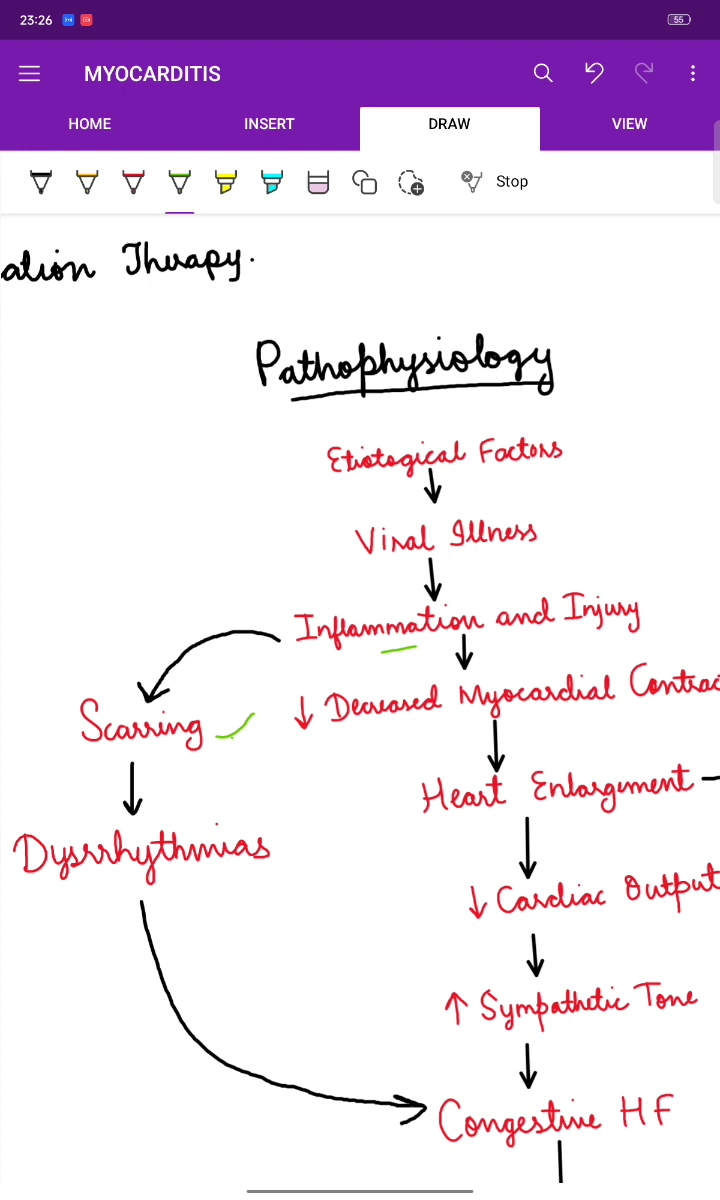 23:26
55
MYOCARDITIS
HOME INSERT DRAW VIEW
Stop
ation Therapy.
Pathophysiology
Etiological Factors
↓
Viral Illness
↓
Inflammation and Injury
↓
Scarring
↓ Decreased Myocardial Contrac
↓
Heart Enlargement
↓
Dysrrhythmias
↓ Cardiac Output
↓
↑ Sympathetic Tone
↓
Congestive HF